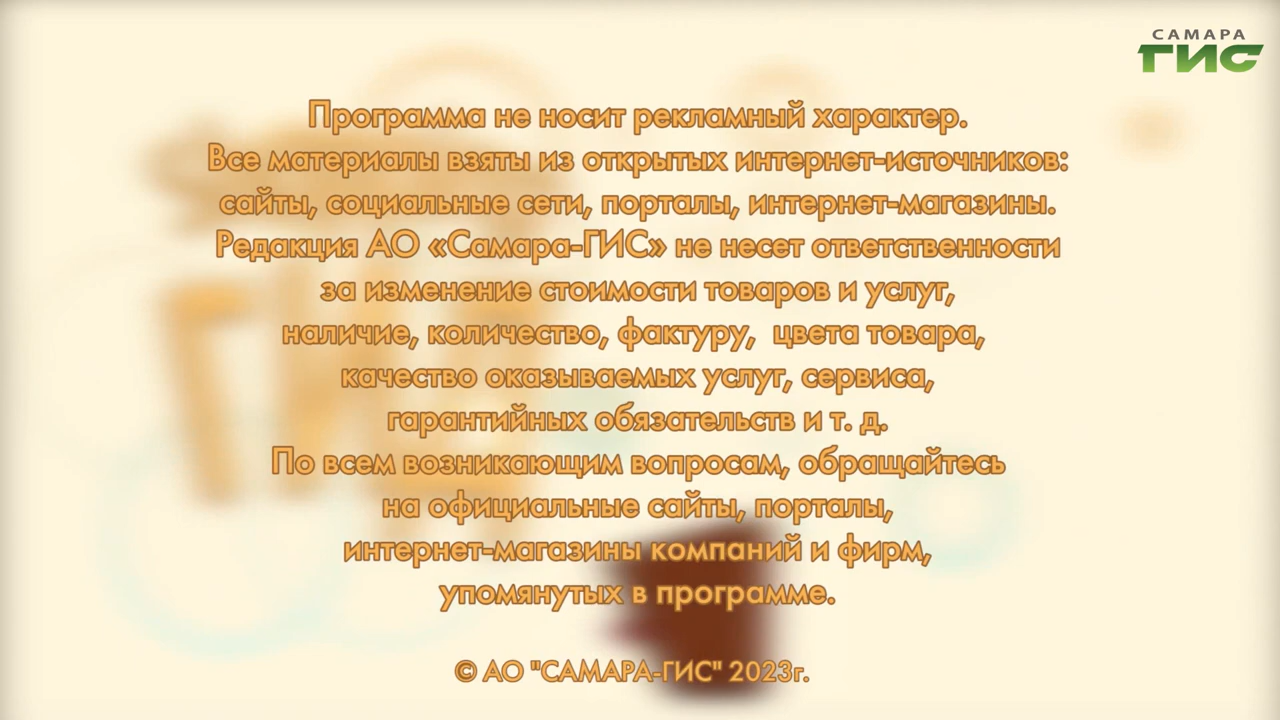 САМАРА
ГИС
Программа не носит рекламный характер.
Все материалы взяты из открытых интернет-источников:
сайты, социальные сети, порталы, интернет-магазины.
Редакция АО «Самара-ГИС» не несет ответственности
за изменение стоимости товаров и услуг,
наличие, количество, фактуру, цвета товара,
качество оказываемых услуг, сервиса,
гарантийных обязательств и т. д.
По всем возникающим вопросам, обращайтесь
на официальные сайты, порталы,
интернет-магазины компаний и фирм,
упомянутых в программе.
© АО "САМАРА-ГИС" 2023г.